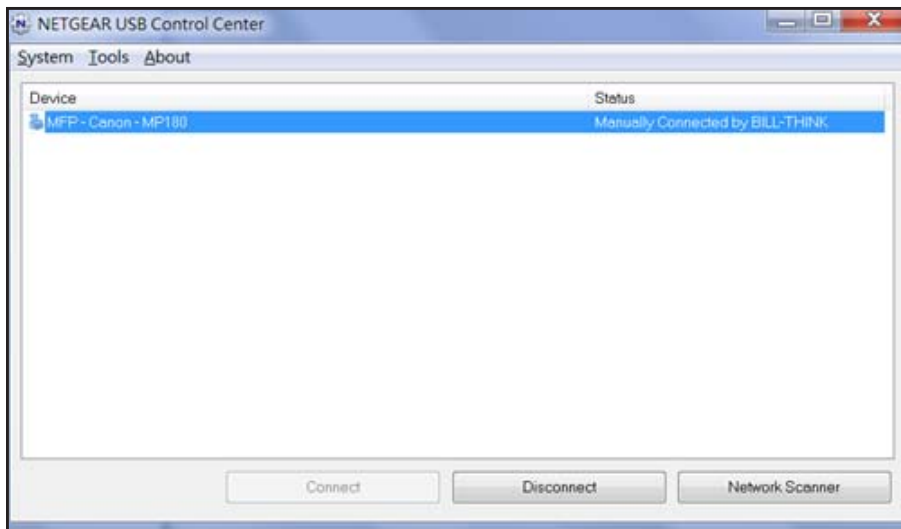 NETGEAR USB Control Center
System Tools About
Device Status
MFP - Canon - MP180 Manually Connected by BILL-THINK
Connect Disconnect Network Scanner